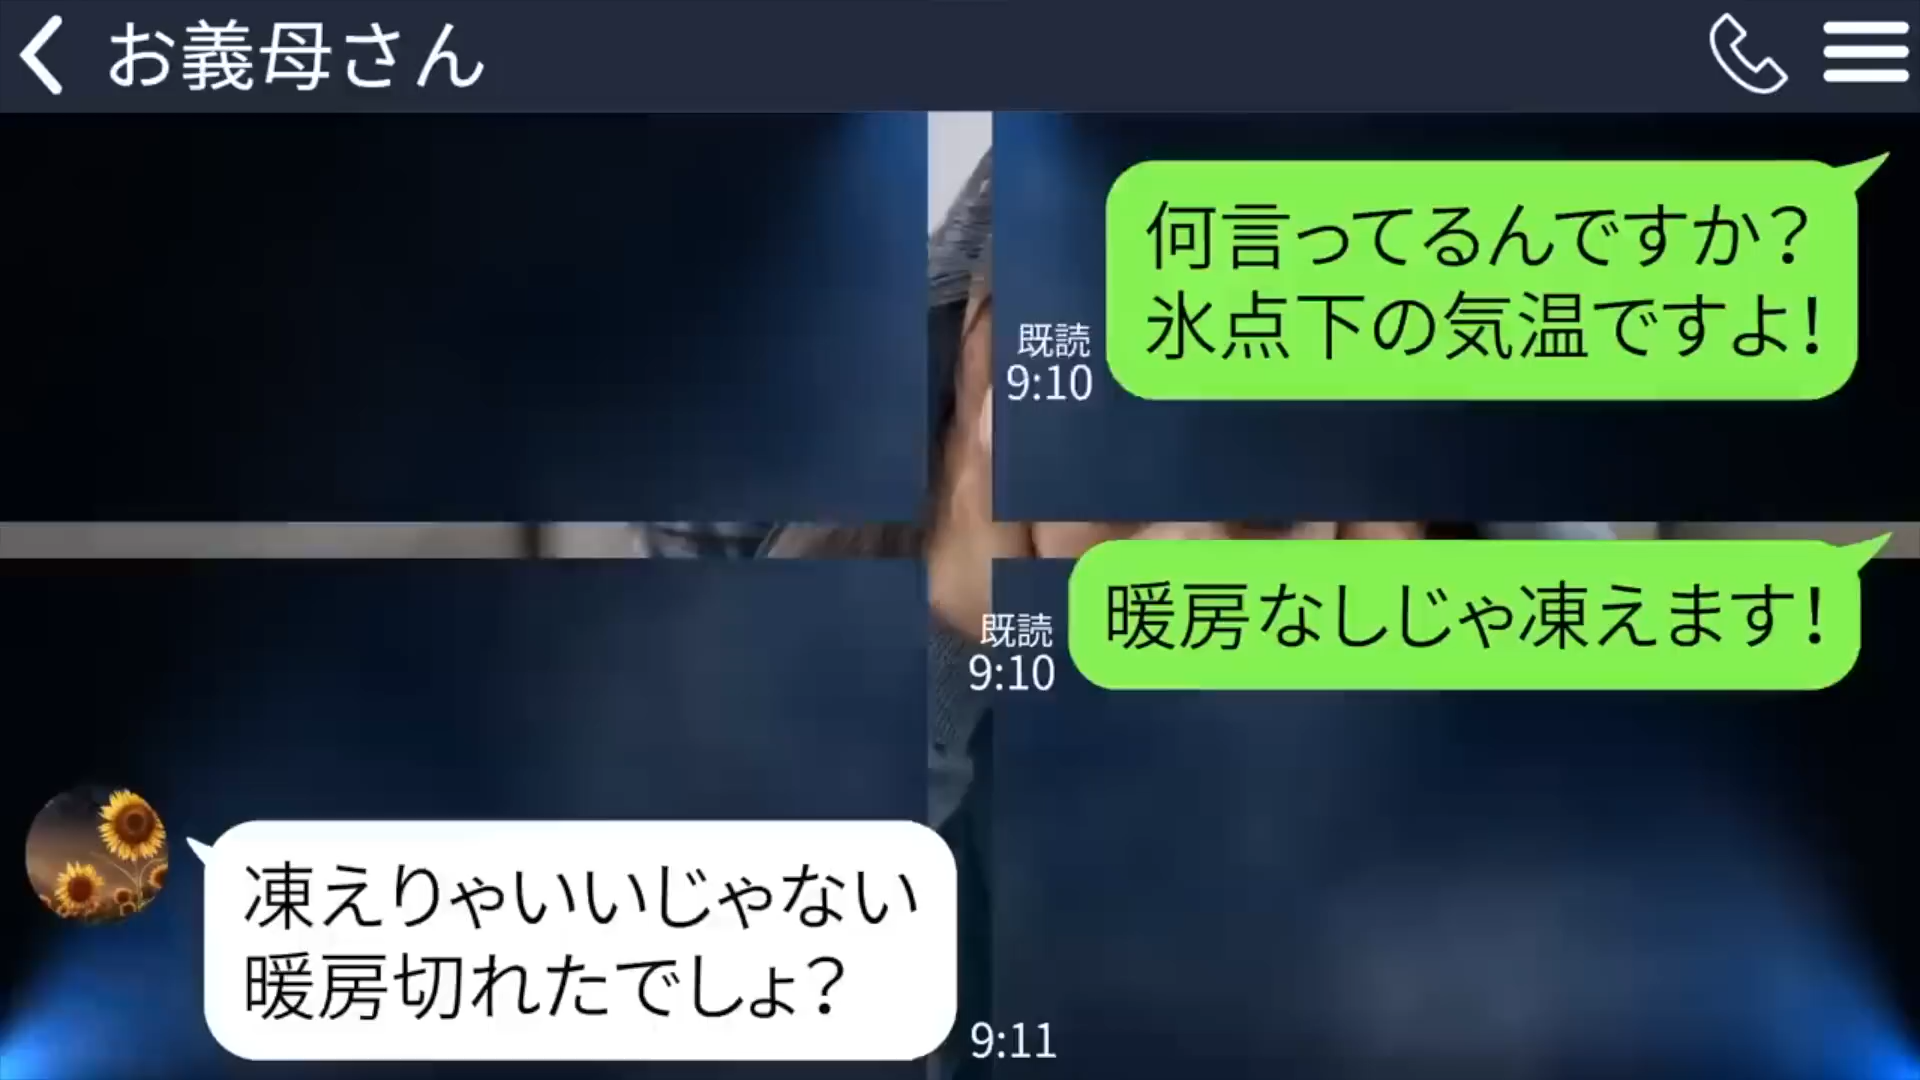 お義母さん
何言ってるんですか？
氷点下の気温ですよ！
既読
9:10
暖房なしじゃ凍えます！
既読
9:10
凍えりゃいいじゃない
暖房切れたでしょ？
9:11